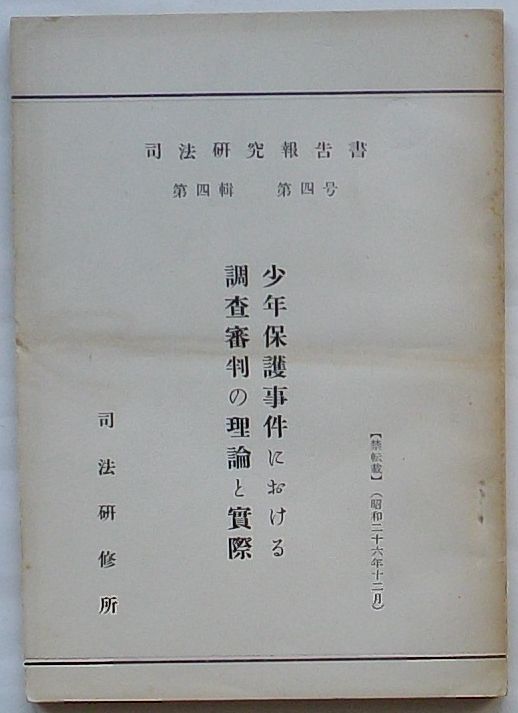 司法研究報告書
第四輯 第四号
少年保護事件における
調査審判の理論と實際
【禁転載】（昭和二十六年十二月）
司法研修所